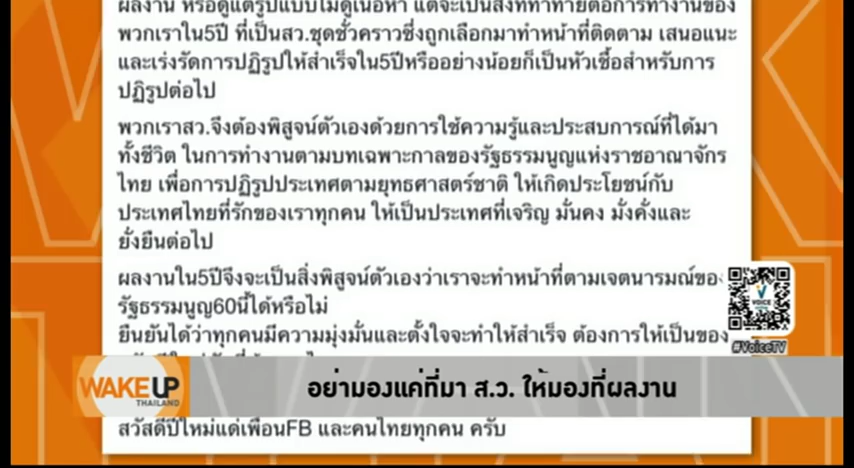 ผลงาน หรือดูแต่รูปแบบไม่ดูเนื้อหา แต่จะเป็นสิ่งที่ท้าทายต่อการทำงานของ
พวกเราใน5ปี ที่เป็นสว.ชุดชั่วคราวซึ่งถูกเลือกมาทำหน้าที่ติดตาม เสนอแนะ
และเร่งรัดการปฏิรูปให้สำเร็จใน5ปีหรืออย่างน้อยก็เป็นหัวเชื้อสำหรับการ
ปฏิรูปต่อไป
พวกเราสว.จึงต้องพิสูจน์ตัวเองด้วยการใช้ความรู้และประสบการณ์ที่ได้มา
ทั้งชีวิต ในการทำงานตามบทเฉพาะกาลของรัฐธรรมนูญแห่งราชอาณาจักร
ไทย เพื่อการปฏิรูปประเทศตามยุทธศาสตร์ชาติ ให้เกิดประโยชน์กับ
ประเทศไทยที่รักของเราทุกคน ให้เป็นประเทศที่เจริญ มั่นคง มั่งคั่งและ
ยั่งยืนต่อไป
ผลงานใน5ปีจึงจะเป็นสิ่งพิสูจน์ตัวเองว่าเราจะทำหน้าที่ตามเจตนารมณ์ของ
รัฐธรรมนูญ60นี้ได้หรือไม่
ยืนยันได้ว่าทุกคนมีความมุ่งมั่นและตั้งใจจะทำให้สำเร็จ ต้องการให้เป็นของ
VOICE
#VoiceTV
WAKE UP
THAILAND
อย่ามองแค่ที่มา ส.ว. ให้มองที่ผลงาน
สวัสดีปีใหม่แด่เพื่อนFB และคนไทยทุกคน ครับ